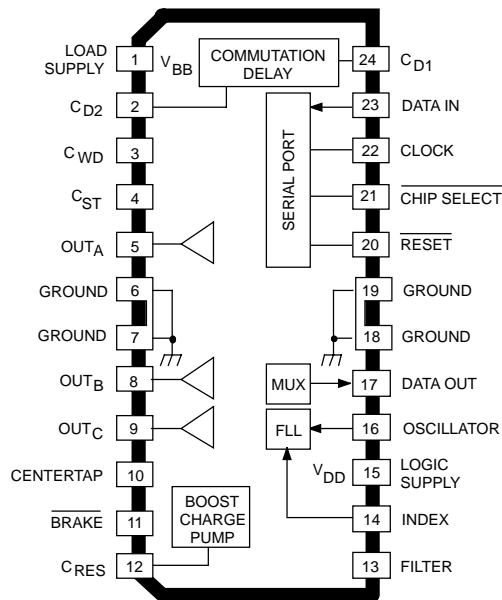 LOAD
SUPPLY
1
VBB
COMMUTATION
DELAY
24
CD1
CD2
2
23
DATA IN
CWD
3
SERIAL PORT
22
CLOCK
CST
4
21
CHIP SELECT
OUTA
5
20
RESET
GROUND
6
19
GROUND
GROUND
7
18
GROUND
OUTB
8
MUX
17
DATA OUT
OUTC
9
FLL
16
OSCILLATOR
CENTERTAP
10
VDD
15
LOGIC
SUPPLY
BRAKE
11
BOOST
CHARGE
PUMP
14
INDEX
CRES
12
13
FILTER